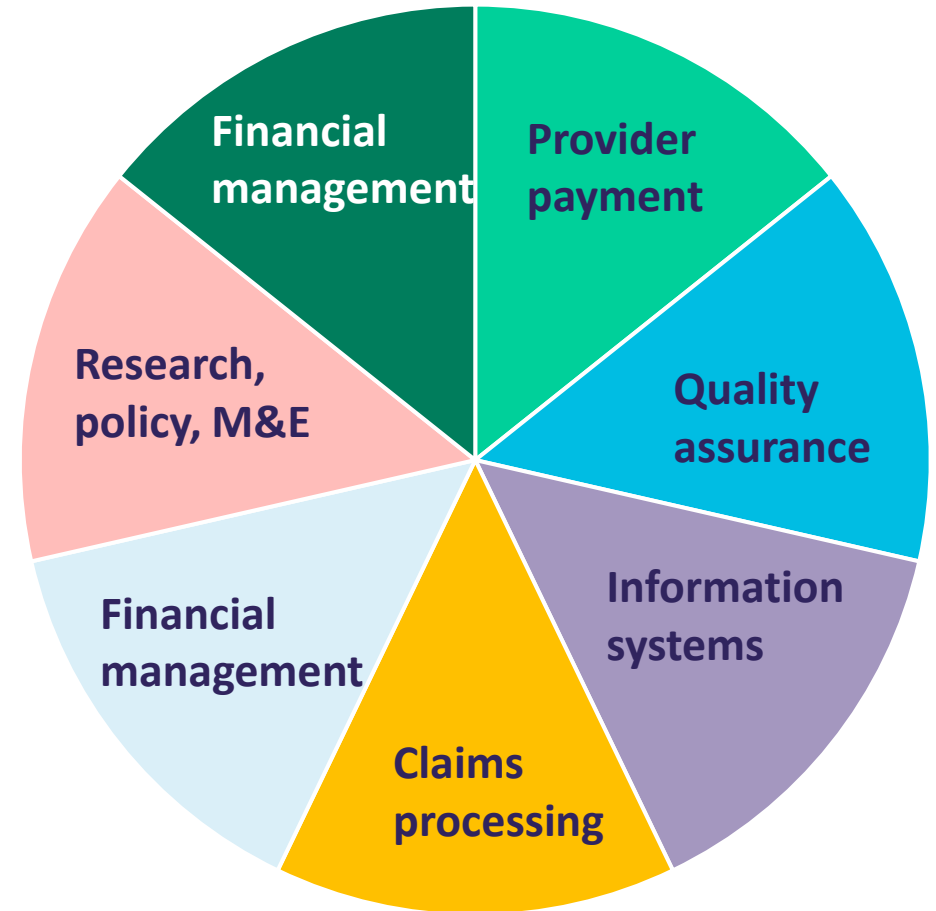 Financial
management
Provider
payment
Quality
assurance
Information
systems
Claims
processing
Financial
management
Research,
policy, M&E